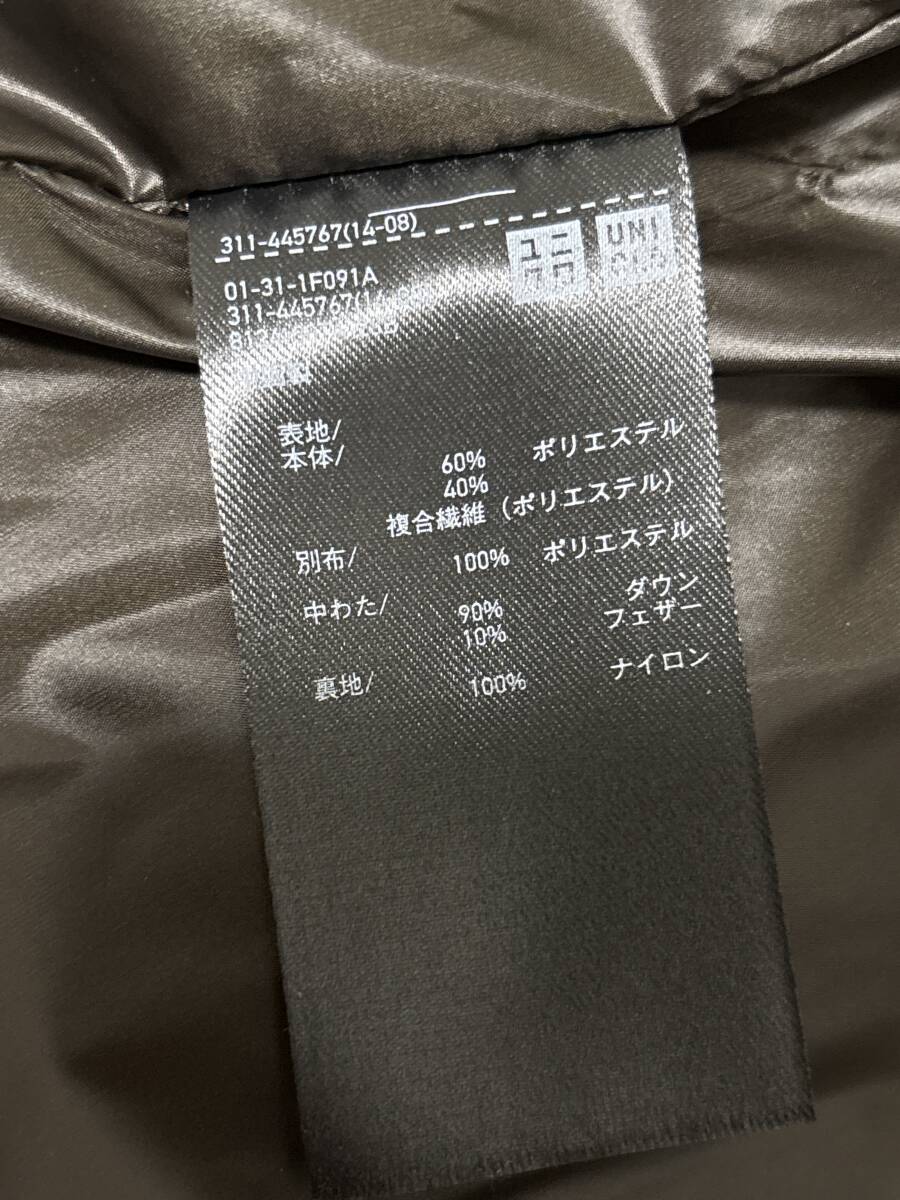 311-445767(14-08)
ユニ
クロ
UNI
QLO
01-31-1F091A
311-445767(14-
表地/
本体/ 60% ポリエステル
40%
複合繊維 (ポリエステル)
別布/ 100% ポリエステル
中わた/ 90% ダウン
10% フェザー
裏地/ 100% ナイロン